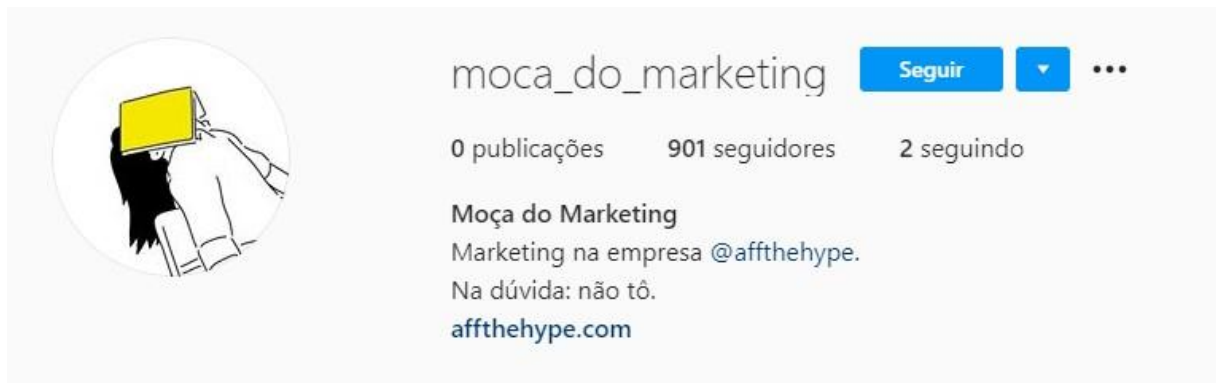 moca_do_marketing Seguir
0 publicações 901 seguidores 2 seguindo
Moça do Marketing
Marketing na empresa @affthehype.
Na dúvida: não tô.
affthehype.com